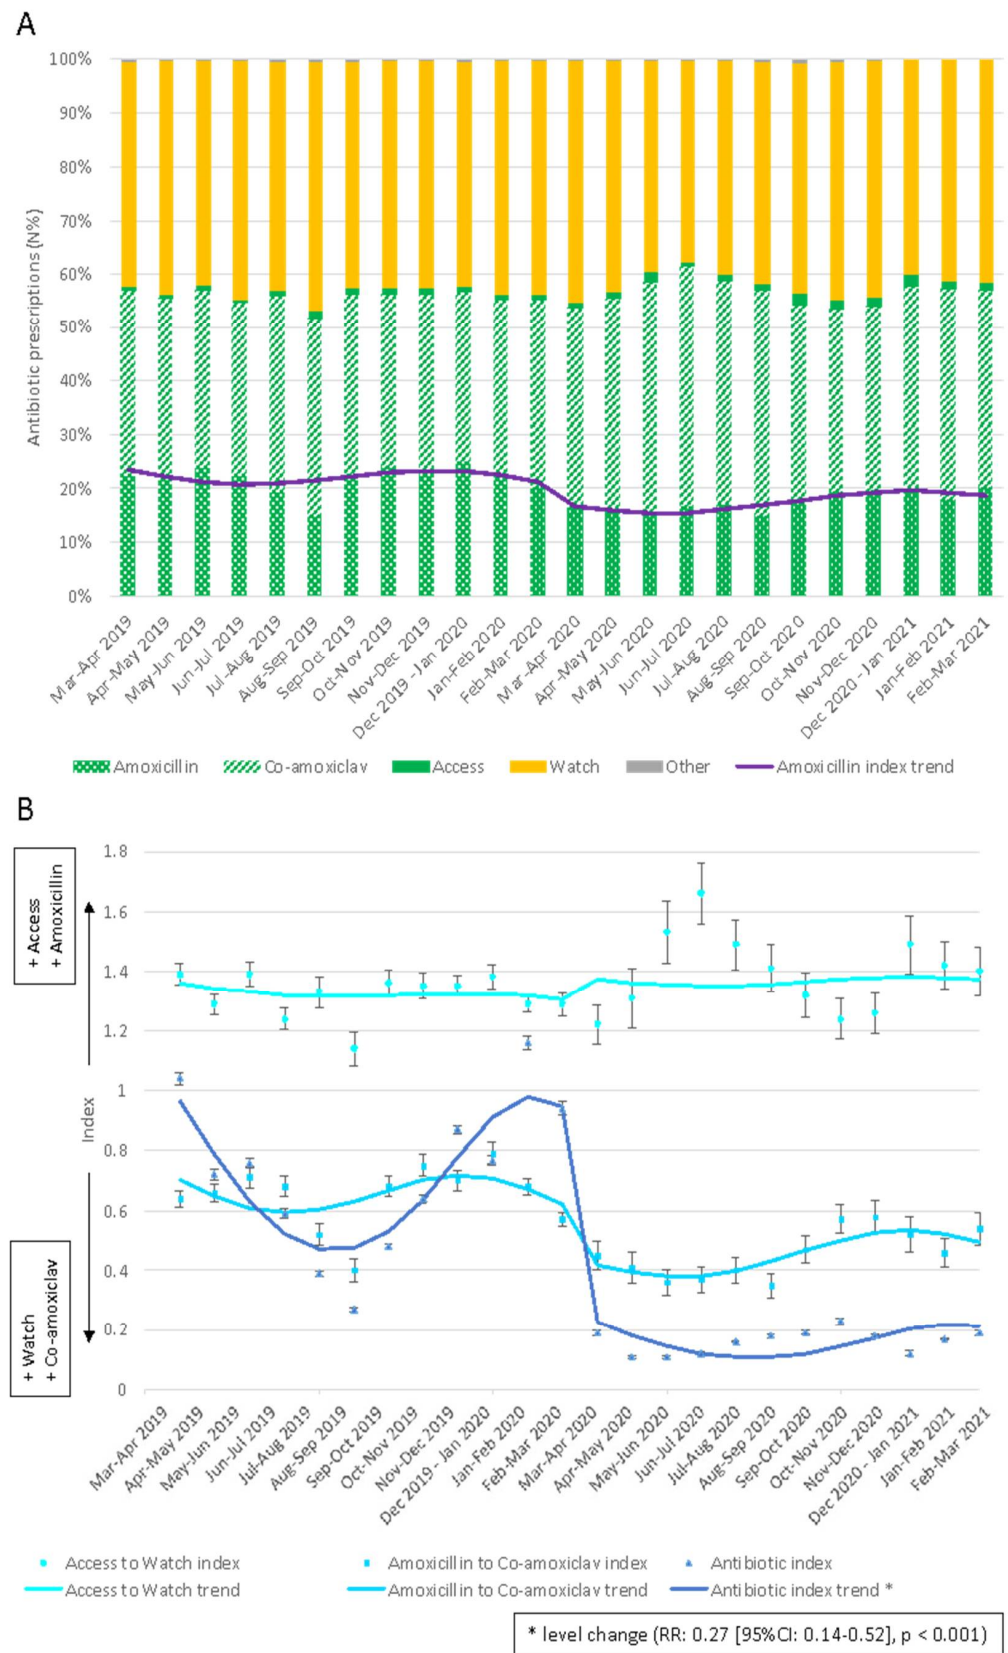 A
100%
90%
80%
70%
60%
50%
40%
30%
20%
10%
0%
Antibiotic prescriptions (N%)
Mar-Apr 2019
Apr-May 2019
May-Jun 2019
Jun-Jul 2019
Jul-Aug 2019
Aug-Sep 2019
Sep-Oct 2019
Oct-Nov 2019
Nov-Dec 2019
Dec 2019 - Jan 2020
Jan-Feb 2020
Feb-Mar 2020
Mar-Apr 2020
Apr-May 2020
May-Jun 2020
Jun-Jul 2020
Jul-Aug 2020
Aug-Sep 2020
Sep-Oct 2020
Oct-Nov 2020
Nov-Dec 2020
Dec 2020 - Jan 2021
Jan-Feb 2021
Feb-Mar 2021
Amoxicillin Co-amoxiclav Access Watch Other Amoxicillin index trend
B
+ Access
+ Amoxicillin
Index
+ Watch
+ Co-amoxiclav
1.8
1.6
1.4
1.2
1
0.8
0.6
0.4
0.2
0
Mar-Apr 2019
Apr-May 2019
May-Jun 2019
Jun-Jul 2019
Jul-Aug 2019
Aug-Sep 2019
Sep-Oct 2019
Oct-Nov 2019
Nov-Dec 2019
Dec 2019 - Jan 2020
Jan-Feb 2020
Feb-Mar 2020
Mar-Apr 2020
Apr-May 2020
May-Jun 2020
Jun-Jul 2020
Jul-Aug 2020
Aug-Sep 2020
Sep-Oct 2020
Oct-Nov 2020
Nov-Dec 2020
Dec 2020 - Jan 2021
Jan-Feb 2021
Feb-Mar 2021
Access to Watch index Amoxicillin to Co-amoxiclav index Antibiotic index
Access to Watch trend Amoxicillin to Co-amoxiclav trend Antibiotic index trend *
* level change (RR: 0.27 [95%CI: 0.14-0.52], p < 0.001)